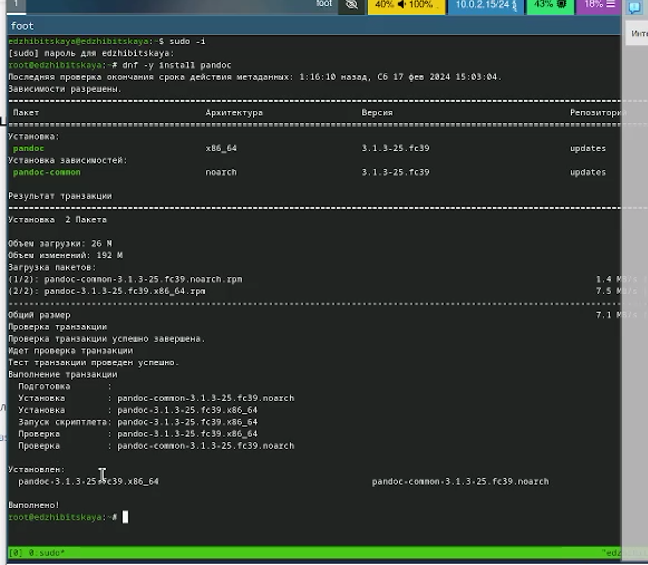 1 foot 40% 100% 10.0.2.15/24 43% 18%
foot
Инте
edzhibitskaya@edzhibitskaya:~$ sudo -i
[sudo] пароль для edzhibitskaya:
root@edzhibitskaya:~# dnf -y install pandoc
Последняя проверка окончания срока действия метаданных: 1:16:10 назад, Сб 17 фев 2024 15:03:04.
Зависимости разрешены.
Пакет Архитектура Версия Репозитори
Установка:
pandoc x86_64 3.1.3-25.fc39 updates
Установка зависимостей:
pandoc-common noarch 3.1.3-25.fc39 updates
Результат транзакции
Установка 2 Пакета
Объем загрузки: 26 M
Объем изменений: 192 M
Загрузка пакетов:
(1/2): pandoc-common-3.1.3-25.fc39.noarch.rpm 1.4 M
(2/2): pandoc-3.1.3-25.fc39.x86_64.rpm 7.5 M
Общий размер 7.1 M
Проверка транзакции
Проверка транзакции успешно завершена.
Идет проверка транзакции
Тест транзакции проведен успешно.
Выполнение транзакции
Подготовка :
Установка : pandoc-common-3.1.3-25.fc39.noarch
Установка : pandoc-3.1.3-25.fc39.x86_64
Запуск скриптлета: pandoc-3.1.3-25.fc39.x86_64
Проверка : pandoc-3.1.3-25.fc39.x86_64
Проверка : pandoc-common-3.1.3-25.fc39.noarch
Установлен:
pandoc-3.1.3-25.fc39.x86_64 pandoc-common-3.1.3-25.fc39.noarch
Выполнено!
root@edzhibitskaya:~#
[0] 0:sudo* "edz